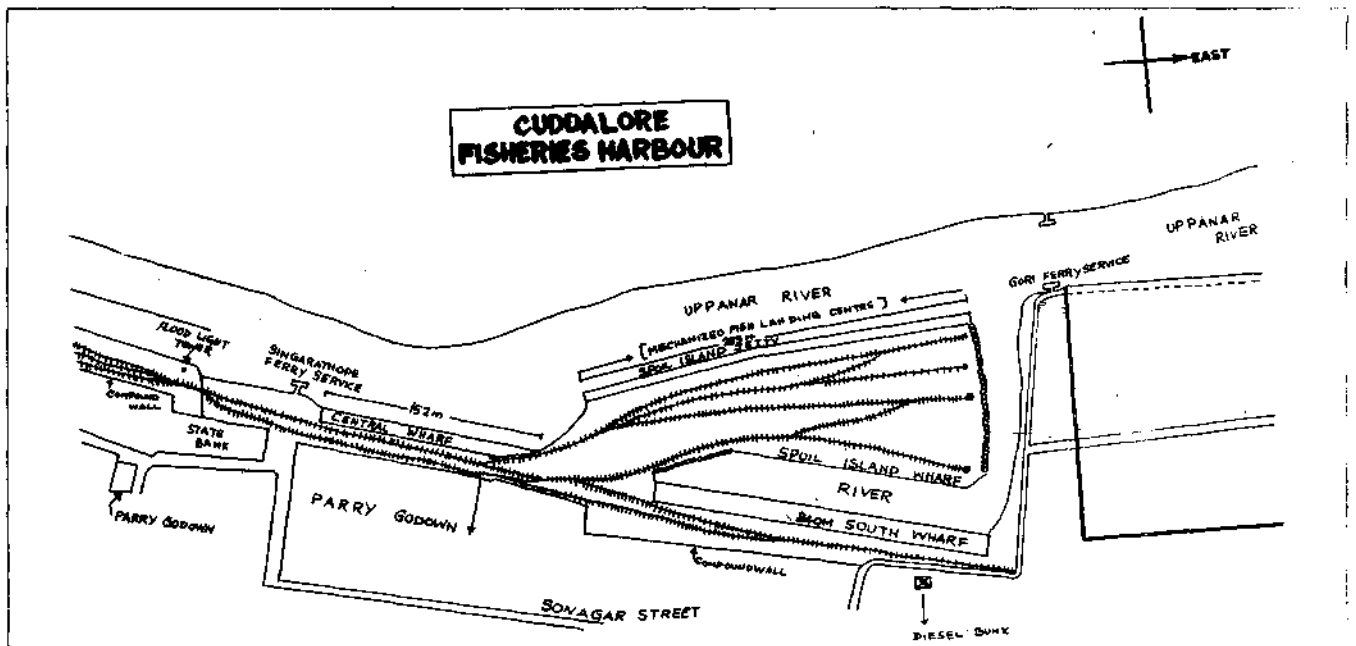 EAST
CUDDALORE
FISHERIES HARBOUR
UPPANAR
RIVER
GORI FERRY SERVICE
UPPANAR RIVER
[MECHANIZED FISH LANDING CENTRE]
SPOIL ISLAND JETTY
FLOOD LIGHT
TOWER
SINGARATHOPE
FERRY SERVICE
152m
CENTRAL WHARF
COMPOUND
WALL
STATE
BANK
SPOIL ISLAND WHARF
RIVER
SOUTH WHARF
PARRY GODOWN
PARRY GODOWN
COMPOUNDWALL
SONAGAR STREET
DIESEL BUNK